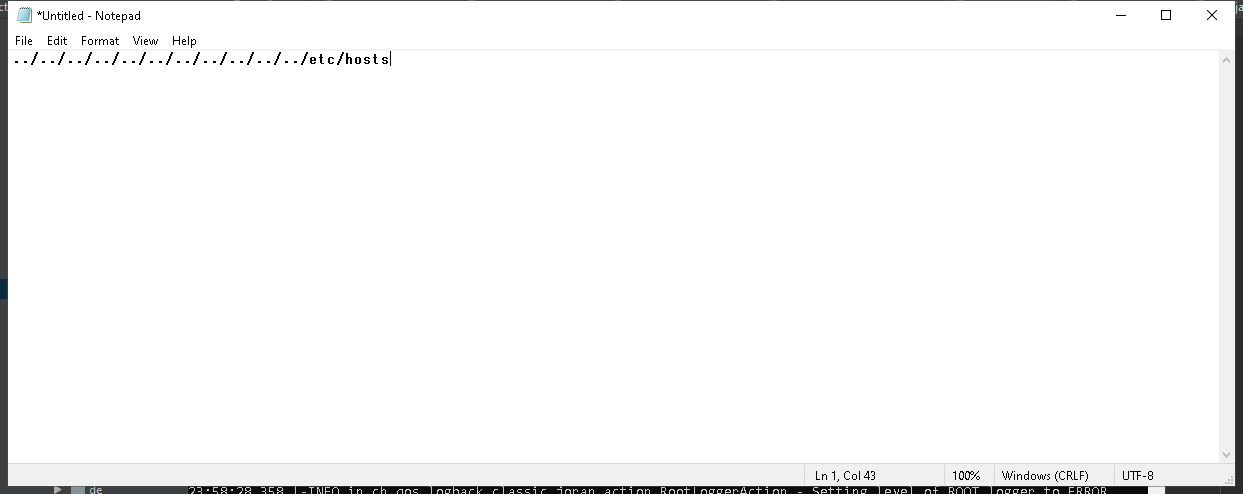 *Untitled - Notepad
File Edit Format View Help
../../../../../../../../../../../etc/hosts
Ln 1, Col 43 100% Windows (CRLF) UTF-8
de 23:58:28,358 |-INFO in ch.qos.logback.classic.joran.action.RootLoggerAction - Setting level of ROOT logger to ERROR